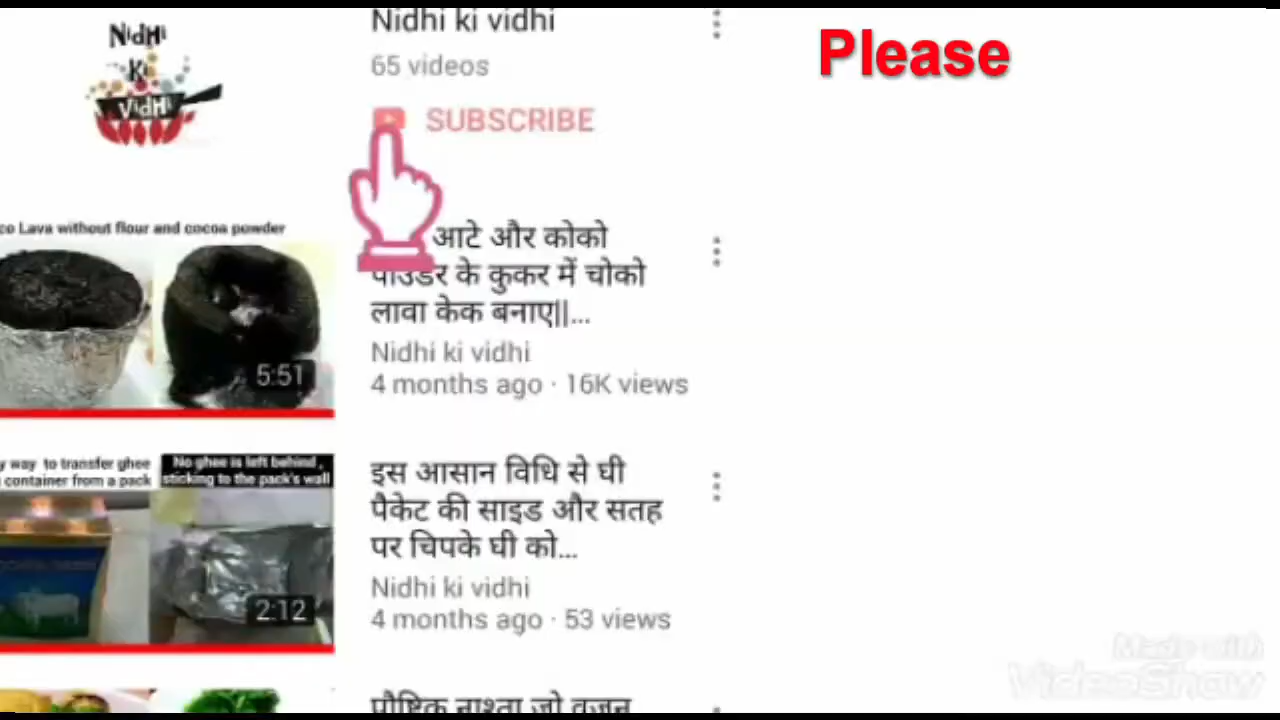 NidHi
Ki
VidHi
Nidhi ki vidhi
65 videos
SUBSCRIBE
Please
co Lava without flour and cocoa powder
5:51
आटे और कोको
पाउडर के कुकर में चोको
लावा केक बनाए||...
Nidhi ki vidhi
4 months ago · 16K views
y way to transfer ghee
container from a pack
No ghee is left behind,
sticking to the pack's wall
2:12
इस आसान विधि से घी
पैकेट की साइड और सतह
पर चिपके घी को...
Nidhi ki vidhi
4 months ago · 53 views
पौष्टिक नाश्ता जो वजन
Made with
VideoShow